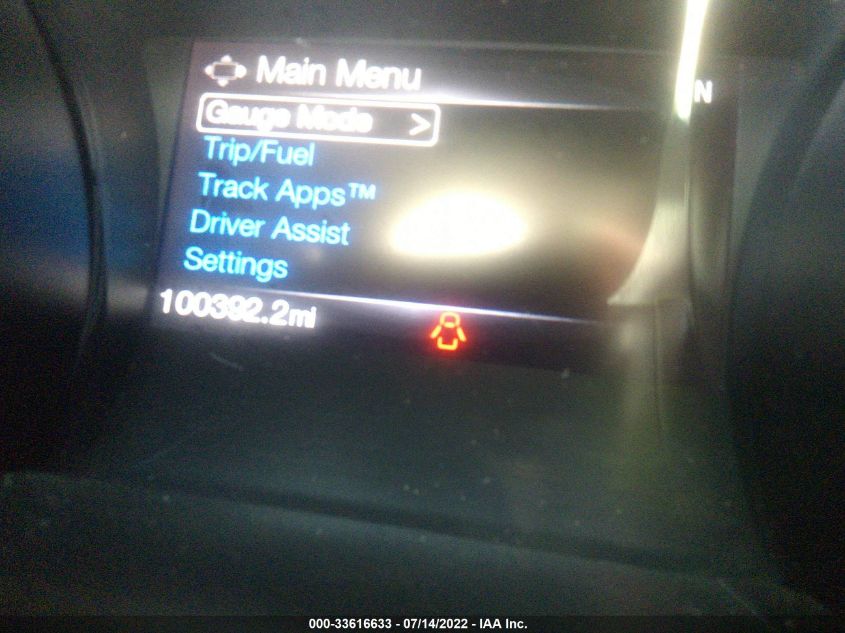 Main Menu
Gauge Mode >
Trip/Fuel
Track Apps™
Driver Assist
Settings
100392.2mi
N
000-33616633 - 07/14/2022 - IAA Inc.